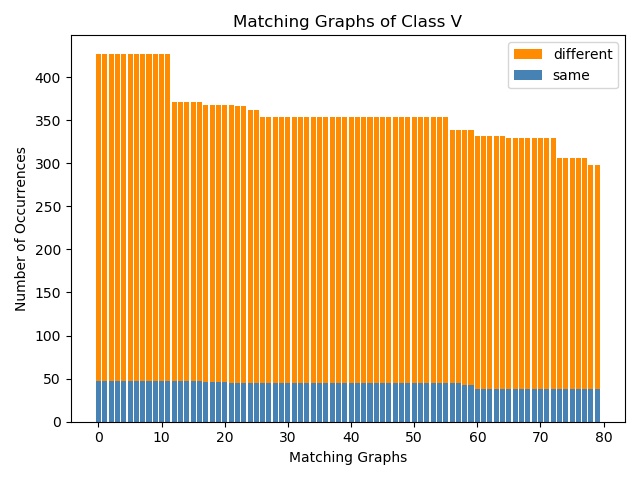 Matching Graphs of Class V
different
same
Number of Occurrences
400
350
300
250
200
150
100
50
0
0 10 20 30 40 50 60 70 80
Matching Graphs